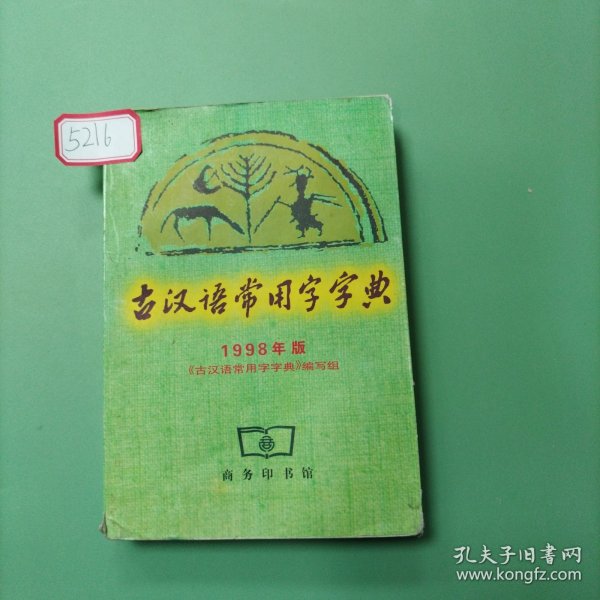 5216
古汉语常用字字典
1998年版
《古汉语常用字字典》编写组
商务印书馆
孔夫子旧书网
www.kongfz.com